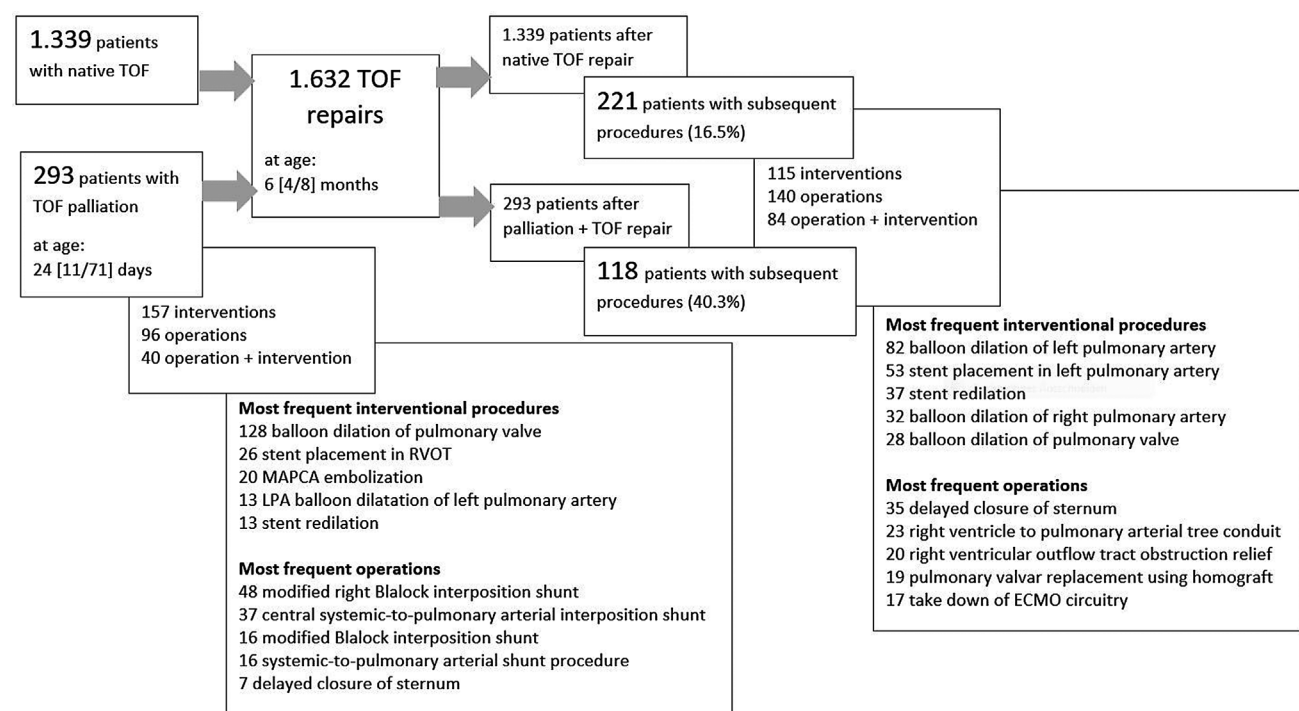 1.339 patients
with native TOF
293 patients with
TOF palliation
at age:
24 [11/71] days
157 interventions
96 operations
40 operation + intervention
Most frequent interventional procedures
128 balloon dilation of pulmonary valve
26 stent placement in RVOT
20 MAPCA embolization
13 LPA balloon dilatation of left pulmonary artery
13 stent redilation
Most frequent operations
48 modified right Blalock interposition shunt
37 central systemic-to-pulmonary arterial interposition shunt
16 modified Blalock interposition shunt
16 systemic-to-pulmonary arterial shunt procedure
7 delayed closure of sternum
1.632 TOF
repairs
at age:
6 [4/8] months
1.339 patients after
native TOF repair
221 patients with subsequent
procedures (16.5%)
293 patients after
palliation + TOF repair
118 patients with subsequent
procedures (40.3%)
115 interventions
140 operations
84 operation + intervention
Most frequent interventional procedures
82 balloon dilation of left pulmonary artery
53 stent placement in left pulmonary artery
37 stent redilation
32 balloon dilation of right pulmonary artery
28 balloon dilation of pulmonary valve
Most frequent operations
35 delayed closure of sternum
23 right ventricle to pulmonary arterial tree conduit
20 right ventricular outflow tract obstruction relief
19 pulmonary valvar replacement using homograft
17 take down of ECMO circuitry